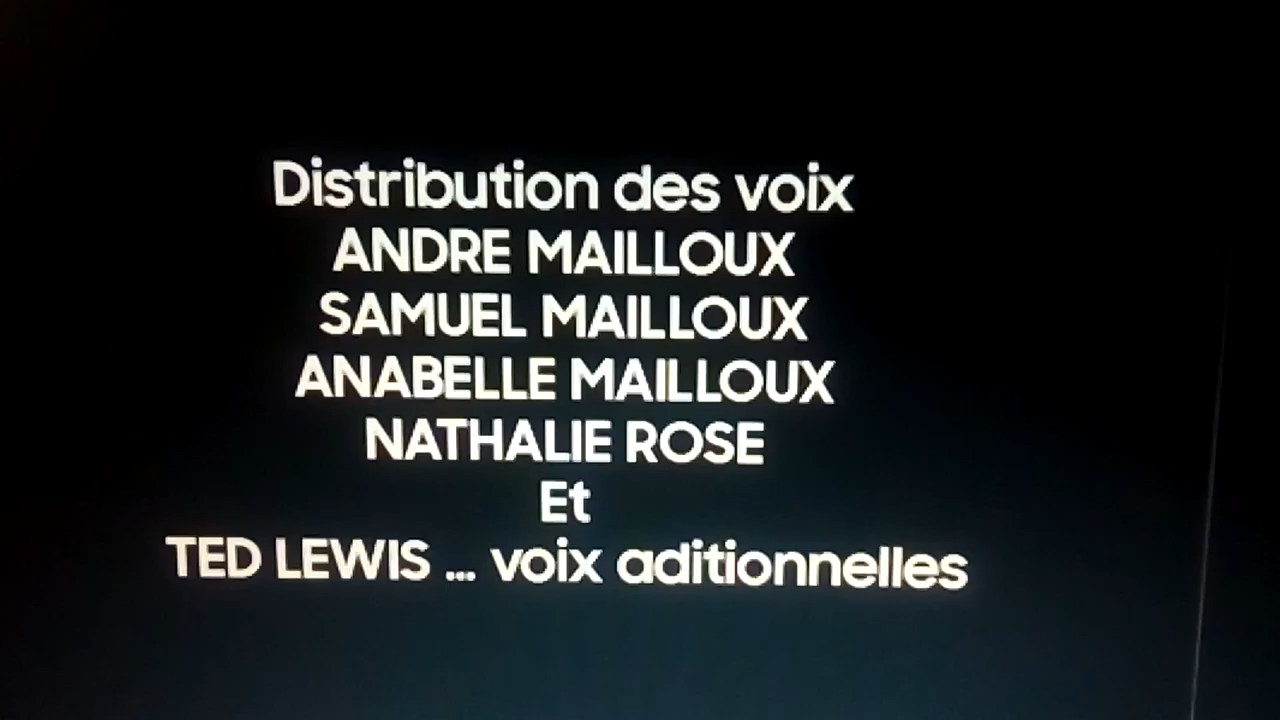 Distribution des voix
ANDRE MAILLOUX
SAMUEL MAILLOUX
ANABELLE MAILLOUX
NATHALIE ROSE
Et
TED LEWIS ... voix aditionnelles